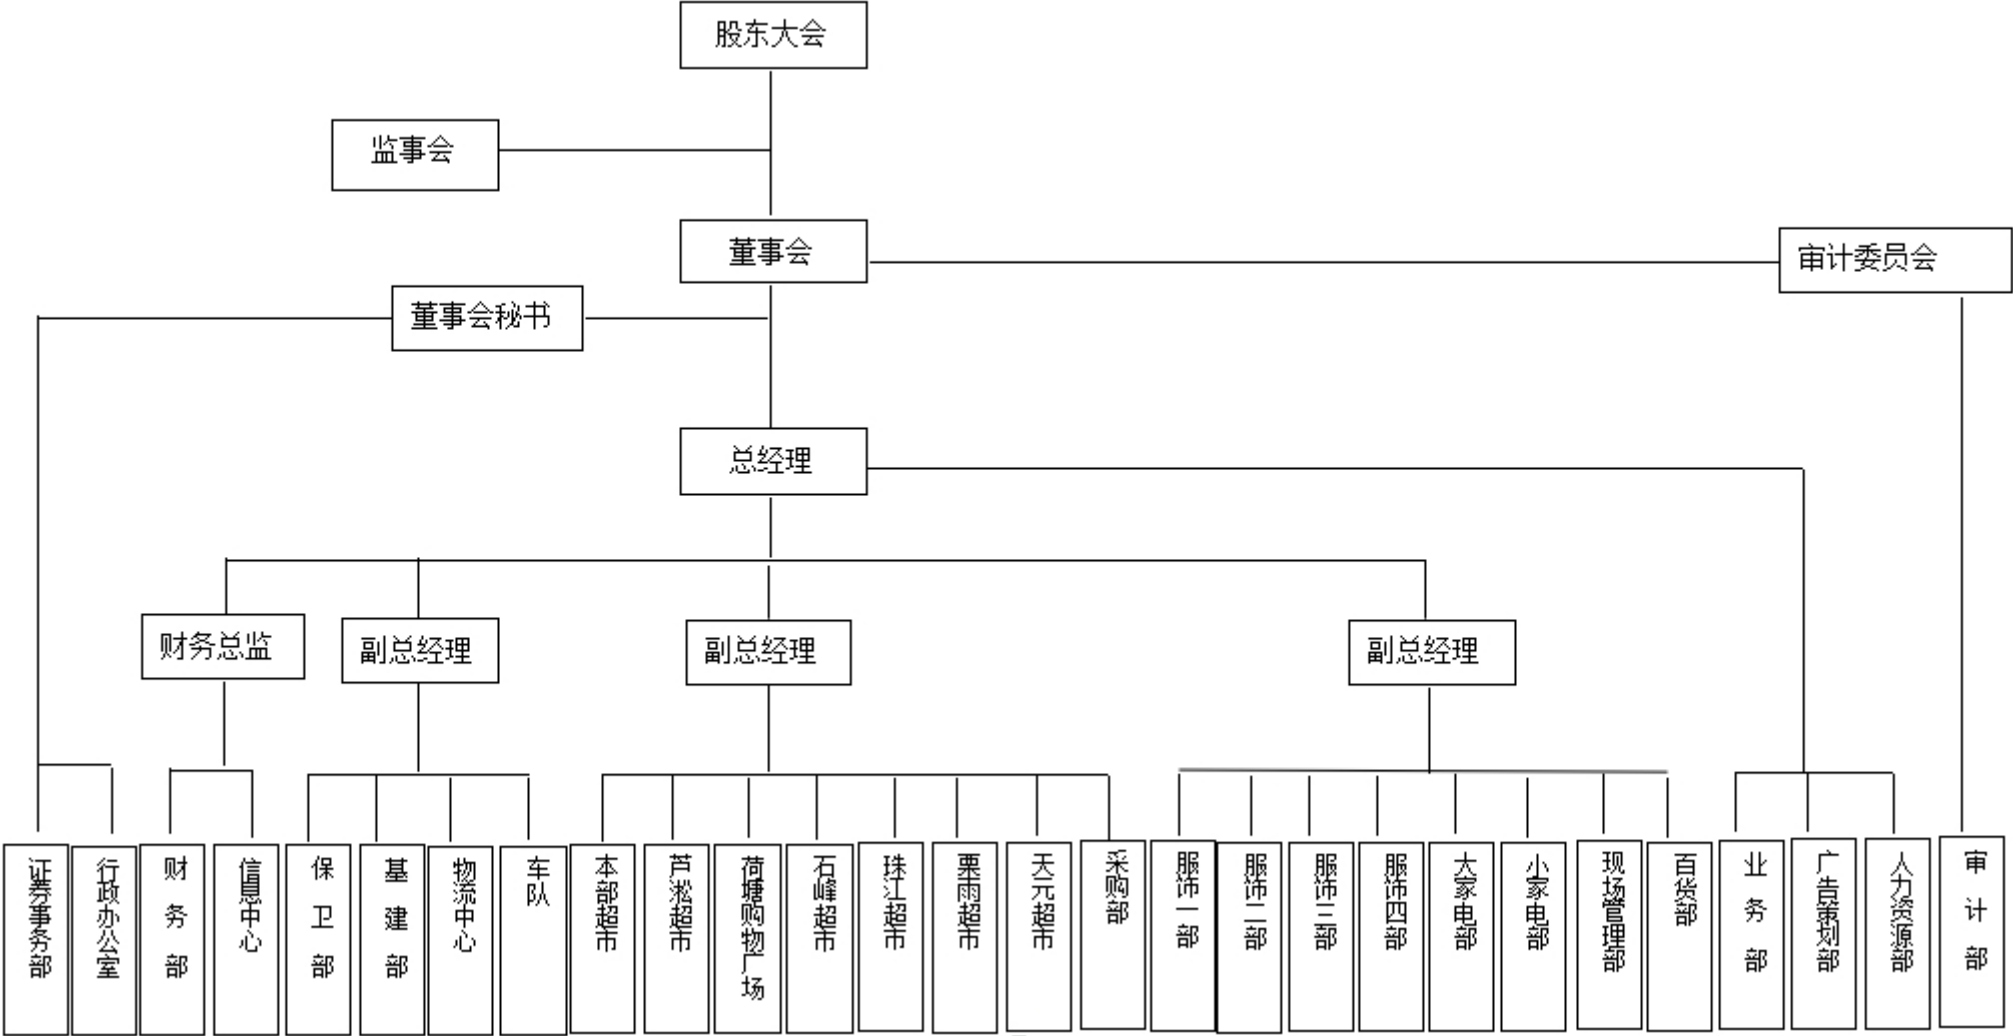 股东大会
监事会
董事会
审计委员会
董事会秘书
总经理
财务总监
副总经理
副总经理
副总经理
证券事务部
行政办公室
财务部
信息中心
保卫部
基建部
物流中心
车队
本部超市
芦淞超市
荷塘购物广场
石峰超市
珠江超市
栗雨超市
天元超市
采购部
服饰一部
服饰二部
服饰三部
服饰四部
大家电部
小家电部
现场管理部
百货部
业务部
广告策划部
人力资源部
审计部